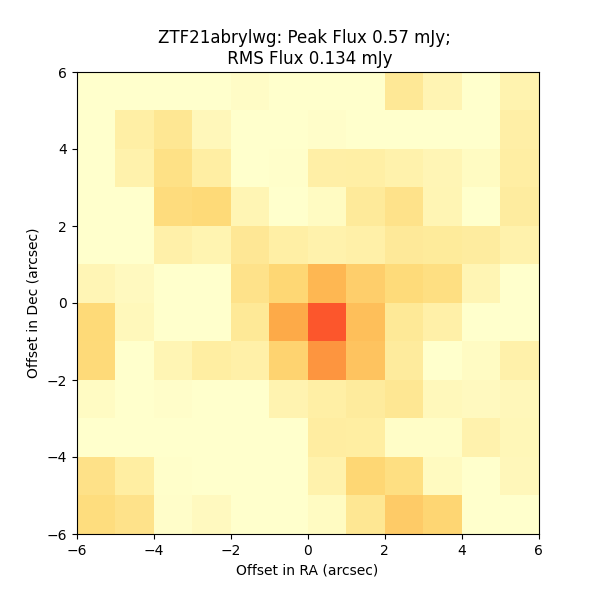 ZTF21abrylwg: Peak Flux 0.57 mJy;
RMS Flux 0.134 mJy
6
4
2
0
−2
−4
−6
Offset in Dec (arcsec)
−6 −4 −2 0 2 4 6
Offset in RA (arcsec)